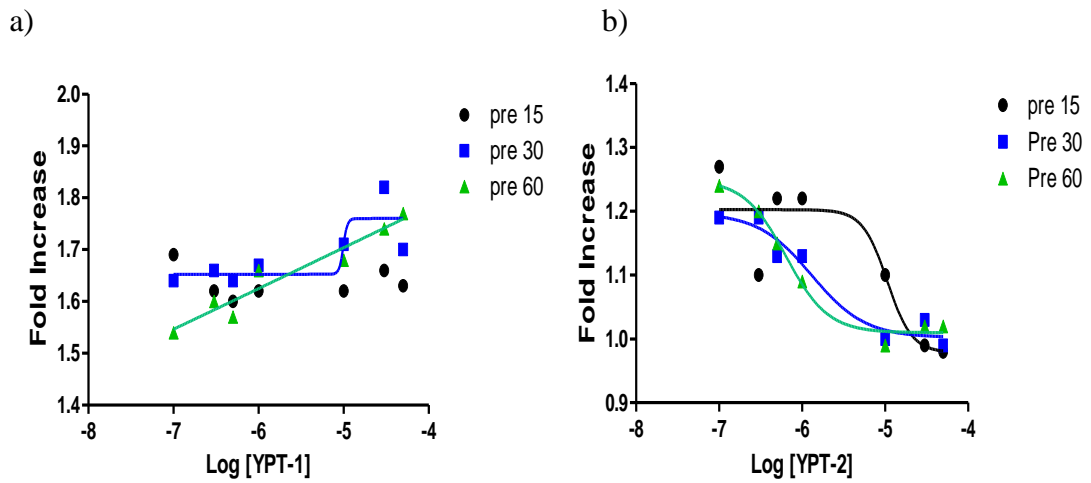 a)
Fold Increase
2.0
1.9
1.8
1.7
1.6
1.5
1.4
-8
-7
-6
-5
-4
Log [YPT-1]
pre 15
pre 30
pre 60
b)
Fold Increase
1.4
1.3
1.2
1.1
1.0
0.9
-8
-7
-6
-5
-4
Log [YPT-2]
pre 15
Pre 30
Pre 60